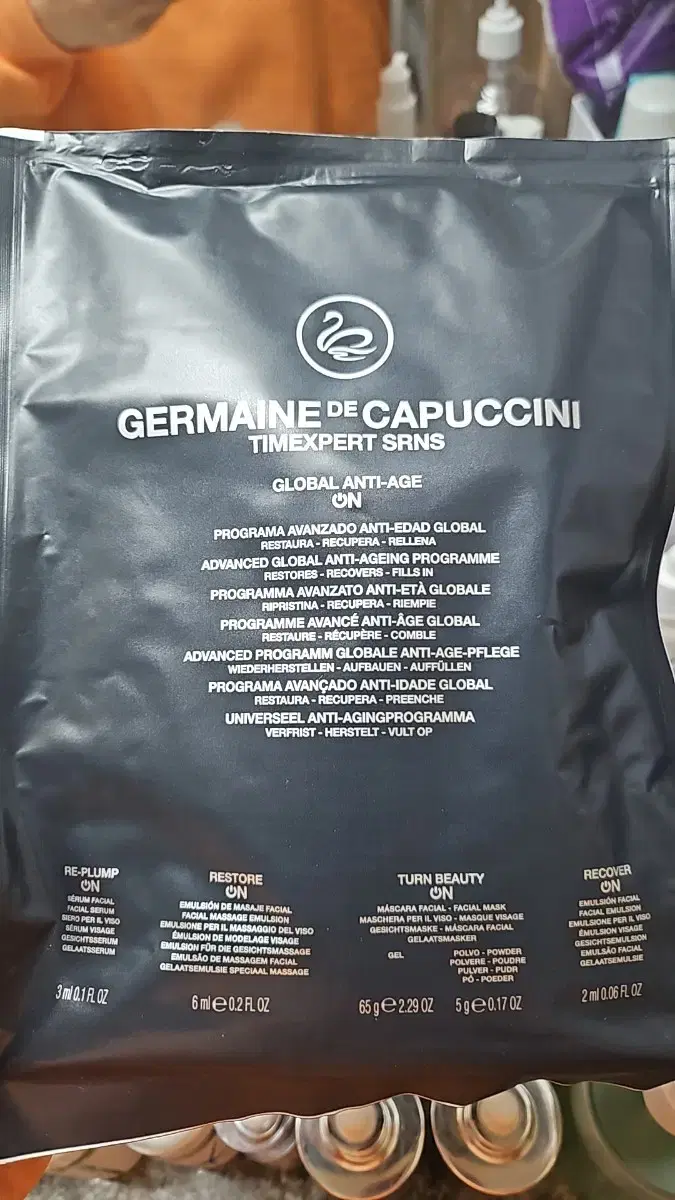 GERMAINE DE CAPUCCINI
TIMEXPERT SRNS
GLOBAL ANTI-AGE
ON
PROGRAMA AVANZADO ANTI-EDAD GLOBAL
RESTAURA - RECUPERA - RELLENA
ADVANCED GLOBAL ANTI-AGEING PROGRAMME
RESTORES - RECOVERS - FILLS IN
PROGRAMMA AVANZATO ANTI-ETÀ GLOBALE
RIPRISTINA - RECUPERA - RIEMPIE
PROGRAMME AVANCÉ ANTI-ÂGE GLOBAL
RESTAURE - RÉCUPÈRE - COMBLE
ADVANCED PROGRAMM GLOBALE ANTI-AGE-PFLEGE
WIEDERHERSTELLEN - AUFBAUEN - AUFFÜLLEN
PROGRAMA AVANÇADO ANTI-IDADE GLOBAL
RESTAURA - RECUPERA - PREENCHE
UNIVERSEEL ANTI-AGINGPROGRAMMA
VERFRIST - HERSTELT - VULT OP
RE-PLUMP
ON
SÉRUM FACIAL
FACIAL SERUM
SIERO PER IL VISO
SÉRUM VISAGE
GESICHTSSERUM
GELAATSSERUM
3 ml 0.1 FL OZ
RESTORE
ON
EMULSIÓN DE MASAJE FACIAL
FACIAL MASSAGE EMULSION
EMULSIONE PER IL MASSAGGIO DEL VISO
ÉMULSION DE MODELAGE VISAGE
EMULSION FÜR DIE GESICHTSMASSAGE
EMULSÃO DE MASSAGEM FACIAL
GELAATSEMULSIE SPECIAAL MASSAGE
6 ml e 0.2 FL OZ
TURN BEAUTY
ON
MÁSCARA FACIAL - FACIAL MASK
MASCHERA PER IL VISO - MASQUE VISAGE
GESICHTSMASKE - MÁSCARA FACIAL
GELAATSMASKER
GEL
65 g e 2.29 OZ
POLVO - POWDER
POLVERE - POUDRE
PULVER - PUDR
PÓ - POEDER
5 g e 0.17 OZ
RECOVER
ON
EMULSIÓN FACIAL
FACIAL EMULSION
EMULSIONE PER IL VISO
ÉMULSION VISAGE
GESICHTSEMULSION
EMULSÃO FACIAL
GELAATSEMULSIE
2 ml 0.06 FL OZ